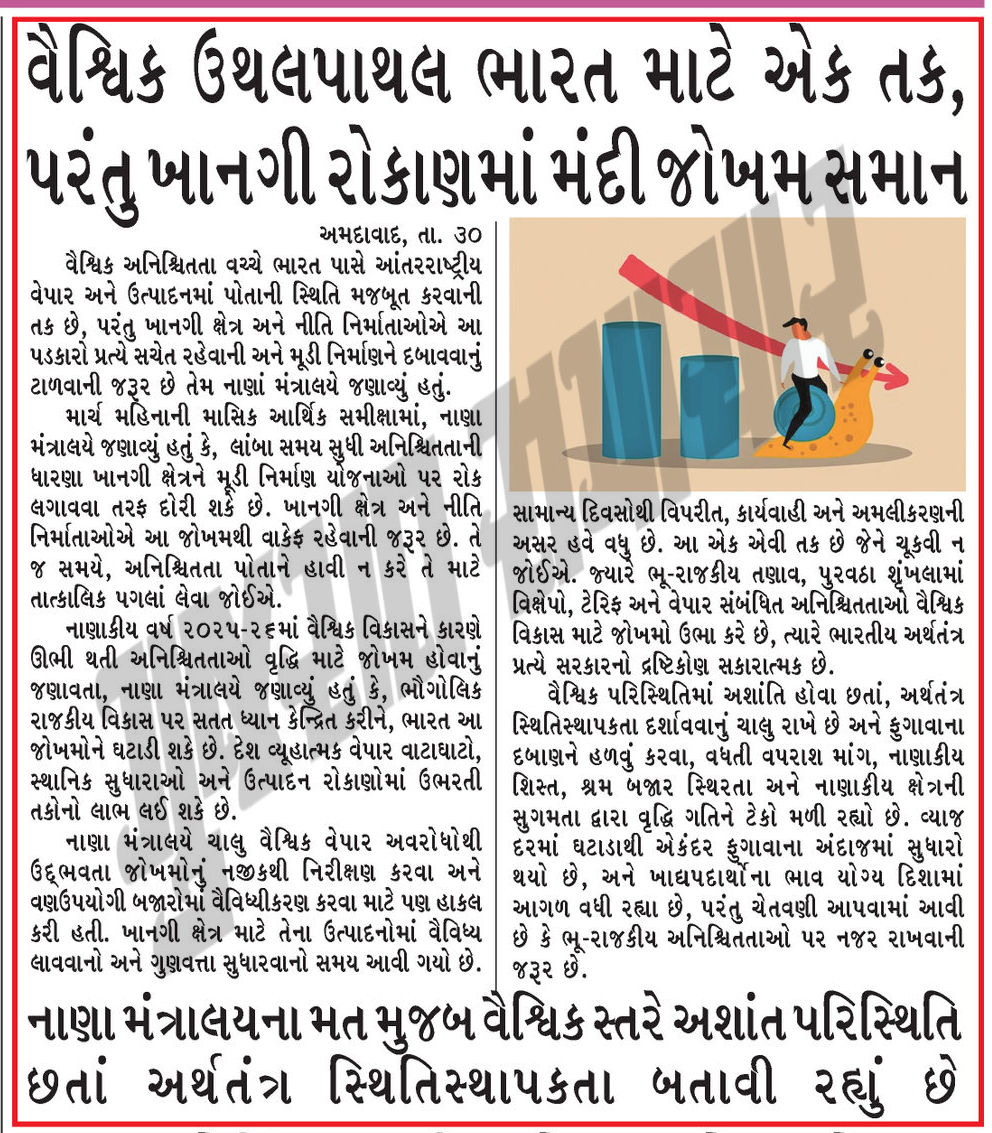 વૈશ્વિક ઉથલપાથલ ભારત માટે એક તક,
પરંતુ ખાનગી રોકાણમાં મંદી જોખમ સમાન
અમદાવાદ, તા. ૩૦
વૈશ્વિક અનિશ્ચિતતા વચ્ચે ભારત પાસે આંતરરાષ્ટ્રીય
વેપાર અને ઉત્પાદનમાં પોતાની સ્થિતિ મજબૂત કરવાની
તક છે, પરંતુ ખાનગી ક્ષેત્ર અને નીતિ નિર્માતાઓએ આ
પડકારો પ્રત્યે સચેત રહેવાની અને મૂડી નિર્માણને દબાવવાનું
ટાળવાની જરૂર છે તેમ નાણાં મંત્રાલયે જણાવ્યું હતું.
માર્ચ મહિનાની માસિક આર્થિક સમીક્ષામાં, નાણા
મંત્રાલયે જણાવ્યું હતું કે, લાંબા સમય સુધી અનિશ્ચિતતાની
ધારણા ખાનગી ક્ષેત્રને મૂડી નિર્માણ યોજનાઓ પર રોક
લગાવવા તરફ દોરી શકે છે. ખાનગી ક્ષેત્ર અને નીતિ
નિર્માતાઓએ આ જોખમથી વાકેફ રહેવાની જરૂર છે. તે
જ સમયે, અનિશ્ચિતતા પોતાને હાવી ન કરે તે માટે
તાત્કાલિક પગલાં લેવા જોઈએ.
નાણાકીય વર્ષ ૨૦૨૫-૨૬માં વૈશ્વિક વિકાસને કારણે
ઊભી થતી અનિશ્ચિતતાઓ વૃદ્ધિ માટે જોખમ હોવાનું
જણાવતા, નાણા મંત્રાલયે જણાવ્યું હતું કે, ભૌગોલિક
રાજકીય વિકાસ પર સતત ધ્યાન કેન્દ્રિત કરીને, ભારત આ
જોખમોને ઘટાડી શકે છે. દેશ વ્યૂહાત્મક વેપાર વાટાઘાટો,
સ્થાનિક સુધારાઓ અને ઉત્પાદન રોકાણોમાં ઉભરતી
તકોનો લાભ લઈ શકે છે.
નાણા મંત્રાલયે ચાલુ વૈશ્વિક વેપાર અવરોધોથી
ઉદ્ભવતા જોખમોનું નજીકથી નિરીક્ષણ કરવા અને
વણઉપયોગી બજારોમાં વૈવિધ્યીકરણ કરવા માટે પણ હાકલ
કરી હતી. ખાનગી ક્ષેત્ર માટે તેના ઉત્પાદનોમાં વૈવિધ્ય
લાવવાનો અને ગુણવત્તા સુધારવાનો સમય આવી ગયો છે.
સામાન્ય દિવસોથી વિપરીત, કાર્યવાહી અને અમલીકરણની
અસર હવે વધુ છે. આ એક એવી તક છે જેને ચૂકવી ન
જોઈએ. જ્યારે ભૂ-રાજકીય તણાવ, પુરવઠા શૃંખલામાં
વિક્ષેપો, ટેરિફ અને વેપાર સંબંધિત અનિશ્ચિતતાઓ વૈશ્વિક
વિકાસ માટે જોખમો ઉભા કરે છે, ત્યારે ભારતીય અર્થતંત્ર
પ્રત્યે સરકારનો દ્રષ્ટિકોણ સકારાત્મક છે.
વૈશ્વિક પરિસ્થિતિમાં અશાંતિ હોવા છતાં, અર્થતંત્ર
સ્થિતિસ્થાપકતા દર્શાવવાનું ચાલુ રાખે છે અને ફુગાવાના
દબાણને હળવું કરવા, વધતી વપરાશ માંગ, નાણાકીય
શિસ્ત, શ્રમ બજાર સ્થિરતા અને નાણાકીય ક્ષેત્રની
સુગમતા દ્વારા વૃદ્ધિ ગતિને ટેકો મળી રહ્યો છે. વ્યાજ
દરમાં ઘટાડાથી એકંદર ફુગાવાના અંદાજમાં સુધારો
થયો છે, અને ખાદ્યપદાર્થોના ભાવ યોગ્ય દિશામાં
આગળ વધી રહ્યા છે, પરંતુ ચેતવણી આપવામાં આવી
છે કે ભૂ-રાજકીય અનિશ્ચિતતાઓ પર નજર રાખવાની
જરૂર છે.
નાણા મંત્રાલયના મત મુજબ વૈશ્વિક સ્તરે અશાંત પરિસ્થિતિ
છતાં અર્થતંત્ર સ્થિતિસ્થાપકતા બતાવી રહ્યું છે